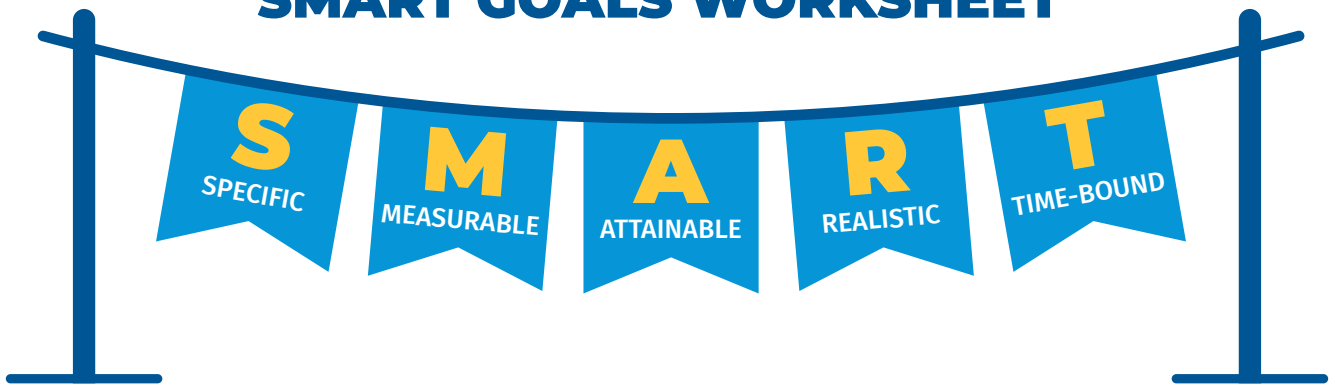 SMART GOALS WORKSHEET
S
SPECIFIC
M
MEASURABLE
A
ATTAINABLE
R
REALISTIC
T
TIME-BOUND